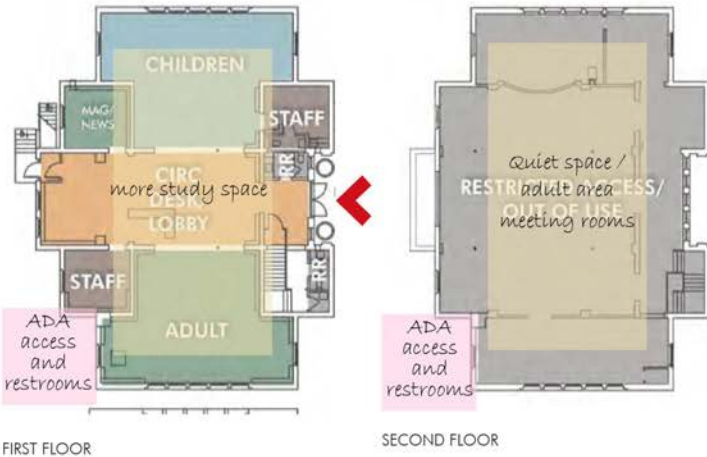 CHILDREN
MAG/
NEWS
STAFF
RR
CIRC
more study space
DESK/
LOBBY
STAFF
RR
ADULT
ADA
access
and
restrooms
FIRST FLOOR
Quiet space /
adult area
RESTRICTED ACCESS/
OUT OF USE
meeting rooms
ADA
access
and
restrooms
SECOND FLOOR